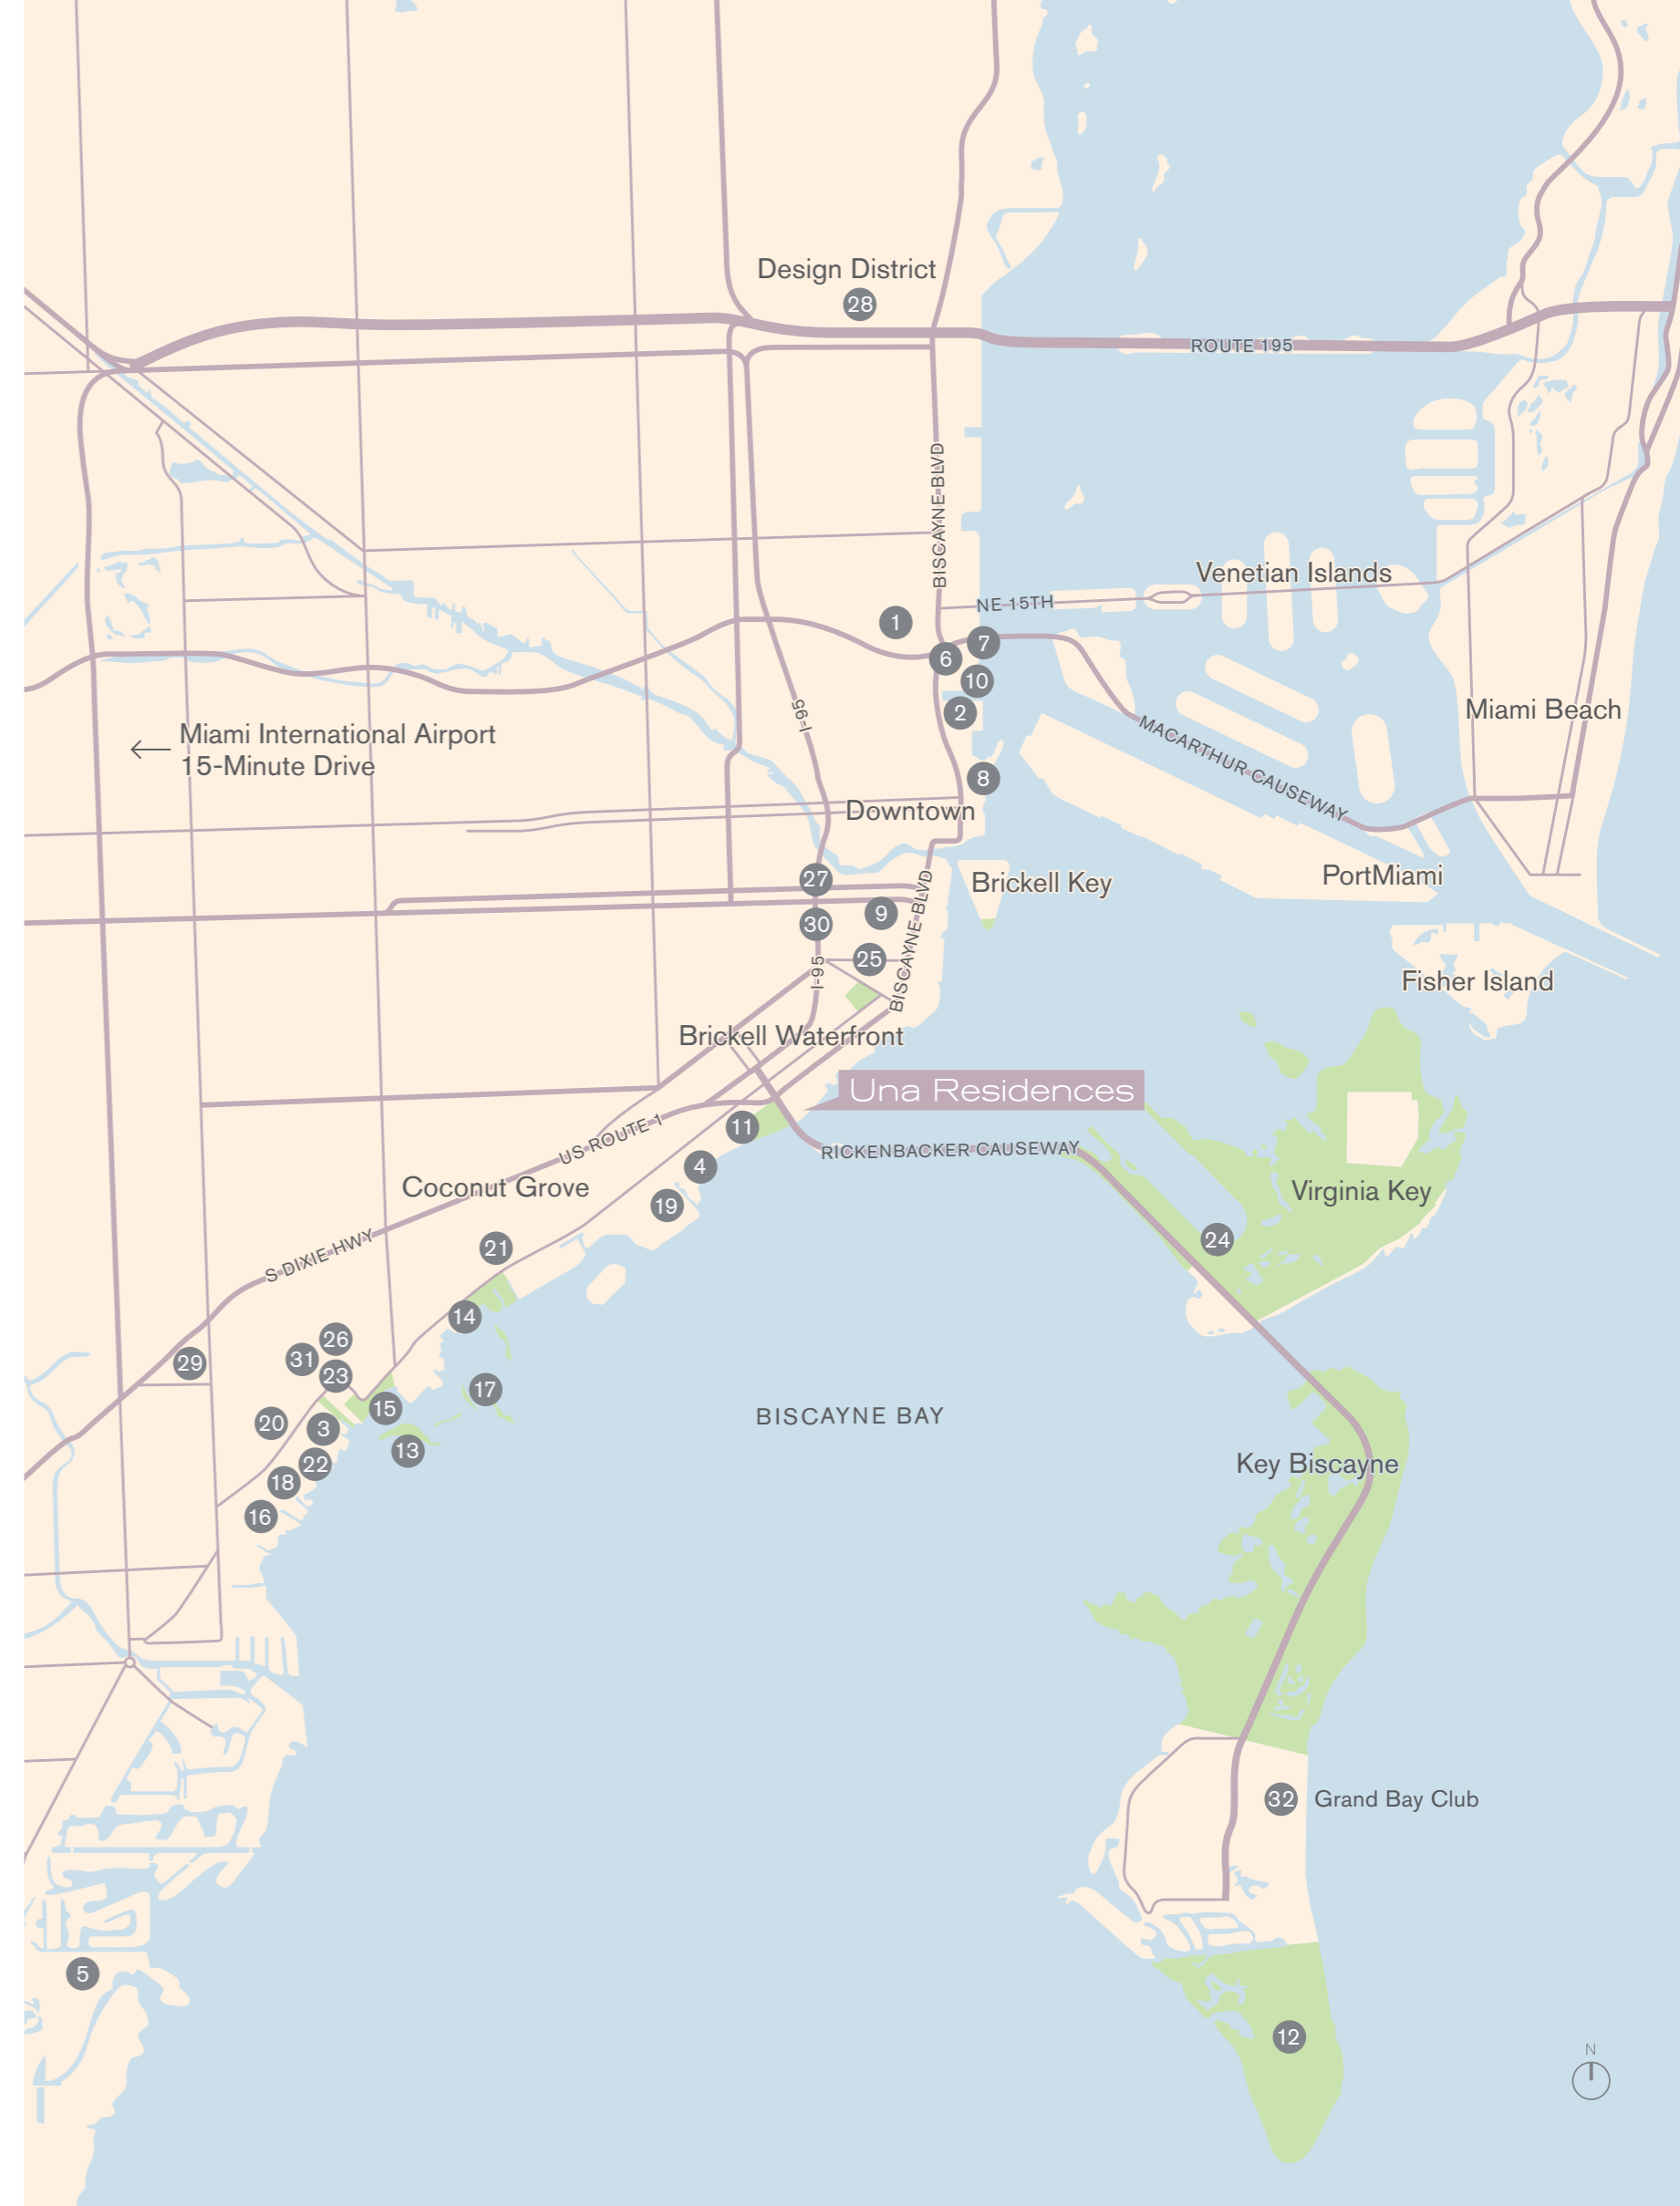 Design District
28
ROUTE 195
BISCAYNE BLVD
Venetian Islands
NE 15TH
1
7
6
10
2
I-95
Miami Beach
Miami International Airport
15-Minute Drive
MACARTHUR CAUSEWAY
8
Downtown
27
Brickell Key
PortMiami
9
30
BISCAYNE BLVD
25
I-95
Fisher Island
Brickell Waterfront
Una Residences
11
US ROUTE 1
RICKENBACKER CAUSEWAY
4
Coconut Grove
Virginia Key
19
24
21
S DIXIE HWY
14
26
31
29
23
17
15
BISCAYNE BAY
20
3
13
22
Key Biscayne
18
16
32
Grand Bay Club
5
12
N